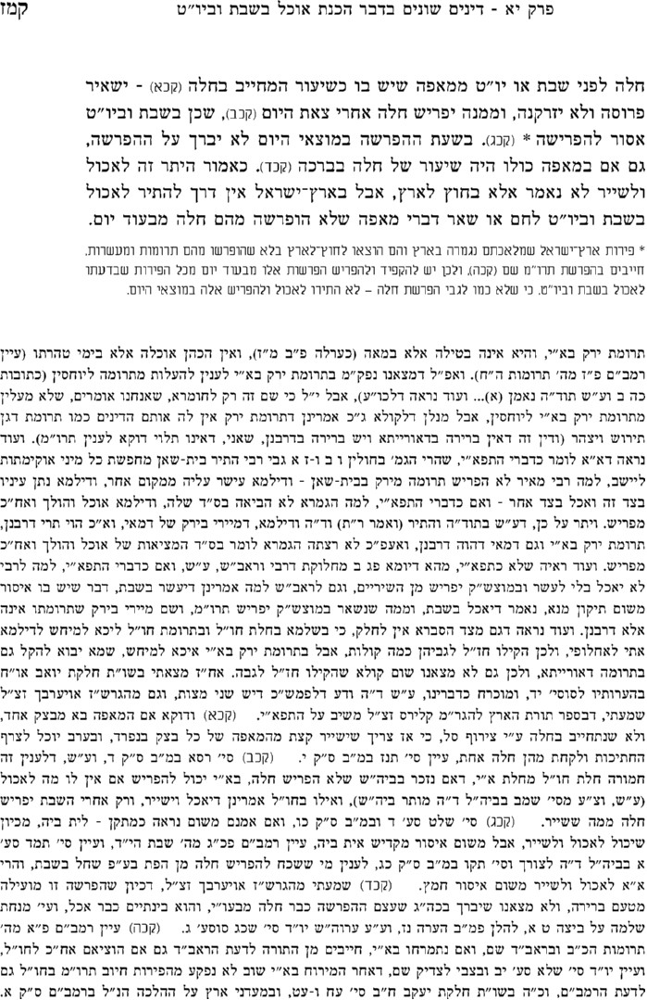 פרק יא - דינים שונים בדבר הכנת אוכל בשבת וביו״ט קמז
חלה לפני שבת או יו״ט ממאפה שיש בו כשיעור המחייב בחלה (קכא) - ישאיר
פרוסה ולא יזרקנה, וממנה יפריש חלה אחרי צאת היום (קכב), שכן בשבת וביו״ט
אסור להפרישה * (קכג). בשעת ההפרשה במוצאי היום לא יברך על ההפרשה,
גם אם במאפה כולו היה שיעור של חלה בברכה (קכד). כאמור היתר זה לאכול
ולשייר לא נאמר אלא בחוץ לארץ, אבל בארץ־ישראל אין דרך להתיר לאכול
בשבת וביו״ט לחם או שאר דברי מאפה שלא הופרשה מהם חלה מבעוד יום.
* פירות ארץ־ישראל שמלאכתם נגמרה בארץ והם הוצאו לחוץ־לארץ בלא שהופרשו מהם תרומות ומעשרות,
חייבים בהפרשת תרו״מ שם (קכה), ולכן יש להקפיד ולהפריש הפרשות אלו מבעוד יום מכל הפירות שבדעתו
לאכול בשבת וביו״ט, כי שלא כמו לגבי הפרשת חלה – לא התירו לאכול ולהפריש אלה במוצאי היום.
תרומת ירק בא״י, והיא אינה בטילה אלא במאה (כערלה פ״ב מ״ז), ואין הכהן אוכלה אלא בימי טהרתו (עיין
רמב״ם פ״ז מה׳ תרומות ה״ח). ואפ״ל דמצאנו נפק״מ בתרומת ירק בא״י לענין להעלות מתרומה ליוחסין (כתובות
כה ב וע״ש תוד״ה נאמן (א)... ועוד נראה דלכו״ע), אבל י״ל כי שם זה רק לחומרא, שאנחנו אומרים, שלא מעלין
מתרומת ירק בא״י ליוחסין, אבל מנלן דלקולא ג״כ אמרינן דתרומת ירק אין לה אותם הדינים כמו תרומת דגן
תירוש ויצהר (ודין זה דאין ברירה בדאורייתא ויש ברירה בדרבנן, שאני, דאינו תלוי דוקא לענין תרו״מ). ועוד
נראה דא״א לומר כדברי התפא״י, שהרי הגמ׳ בחולין ו ב ו-ז א גבי רבי התיר בית-שאן מחפשת כל מיני אוקימתות
ליישב, למה רבי מאיר לא הפריש תרומה מירק בבית-שאן - ודילמא עישר עליה ממקום אחר, ודילמא נתן עיניו
בצד זה ואכל בצד אחר - ואם כדברי התפא״י, למה הגמרא לא הביאה בס״ד שלה, ודילמא אוכל והולך ואח״כ
מפריש. ויתר על כן, דע״ש בתוד״ה והתיר (ואמר ר״ת) וד״ה ודילמא, דמיירי בירק של דמאי, וא״כ הוי תרי דרבנן,
תרומת ירק בא״י וגם דמאי דהוה דרבנן, ואעפ״כ לא רצתה הגמרא לומר בס״ד המציאות של אוכל והולך ואח״כ
מפריש. ועוד ראיה שלא כתפא״י, מהא דיומא פג ב מחלוקת דרבי וראב״ש, ע״ש, ואם כדברי התפא״י, למה לרבי
לא יאכל בלי לעשר ובמוצש״ק יפריש מן השיריים, וגם לראב״ש למה אמרינן דיעשר בשבת, דבר שיש בו איסור
משום תיקון מנא, נאמר דיאכל בשבת, וממה שנשאר במוצש״ק יפריש תרו״מ, ושם מיירי בירק שתרומתו אינה
אלא דרבנן. ועוד נראה דגם מצד הסברא אין לחלק, כי בשלמא בחלת חו״ל ובתרומת חו״ל ליכא למיחש לדילמא
אתי לאחלופי, ולכן הקילו חז״ל לגביהן כמה קולות, אבל בתרומת ירק בא״י איכא למיחש, שמא יבוא להקל גם
בתרומה דאורייתא, ולכן גם לא מצאנו שום קולא שהקילו חז״ל לגבה. אח״ז מצאתי בשו״ת חלקת יואב או״ח
בהערותיו לסוסי׳ יד, ומוכרח כדברינו, ע״ש ד״ה ודע דלפמש״כ דיש שני מצות, וגם מהגרש״ז אויערבך זצ״ל
שמעתי, דבספר תורת הארץ להגר״מ קלירס זצ״ל משיב על התפא״י. (קכא) ודוקא אם המאפה בא מבצק אחד,
ולא שנתחייב בחלה ע״י צירוף סל, כי אז צריך שישייר קצת מהמאפה של כל בצק בנפרד, ובערב יוכל לצרף
החתיכות ולקחת מהן חלה אחת, עיין סי׳ תנז במ״ב ס״ק י. (קכב) סי׳ רסא במ״ב ס״ק ד, וע״ש, דלענין זה
חמורה חלת חו״ל מחלת א״י, דאם נזכר בביה״ש שלא הפריש חלה, בא״י יכול להפריש אם אין לו מה לאכול
(ע״ש, וצ״ע מסי׳ שמב בביה״ל ד״ה מותר ביה״ש), ואילו בחו״ל אמרינן דיאכל וישייר, ורק אחרי השבת יפריש
חלה ממה ששייר. (קכג) סי׳ שלט סע׳ ד ובמ״ב ס״ק כו, ואם אמנם משום נראה כמתקן - לית ביה, מכיון
שיכול לאכול ולשייר, אבל משום איסור מקדיש אית ביה, עיין רמב״ם פכ״ג מה׳ שבת הי״ד, ועיין סי׳ תמד סע׳
א בביה״ל ד״ה לצורך וסי׳ תקו במ״ב ס״ק כג, לענין מי ששכח להפריש חלה מן הפת בע״פ שחל בשבת, והרי
א״א לאכול ולשייר משום איסור חמץ. (קכד) שמעתי מהגרש״ז אויערבך זצ״ל, דכיון שהפרשה זו מועילה
מטעם ברירה, ולא מצאנו שיברך בכה״ג שעצם ההפרשה כבר חלה מבעו״י, והוא בינתיים כבר אכל, ועי׳ מנחת
שלמה על ביצה ט א, להלן פמ״ב הערה נז, וע״ע ערוה״ש יו״ד סי׳ שכג סוסע׳ ג. (קכה) עיין רמב״ם פ״א מה׳
תרומות הכ״ב ובראב״ד שם, ואם נתמרחו בא״י, חייבים מן התורה לדעת הראב״ד גם אם הוציאם אח״כ לחו״ל,
ועיין יו״ד סי׳ שלא סע׳ יב ובצבי לצדיק שם, דאחר המירוח בא״י שוב לא נפקע מהפירות חיוב תרו״מ בחו״ל גם
לדעת הרמב״ם, וכ״ה בשו״ת חלקת יעקב ח״ב סי׳ עח ו-עט, ובמעדני ארץ על ההלכה הנ״ל ברמב״ם ס״ק א.